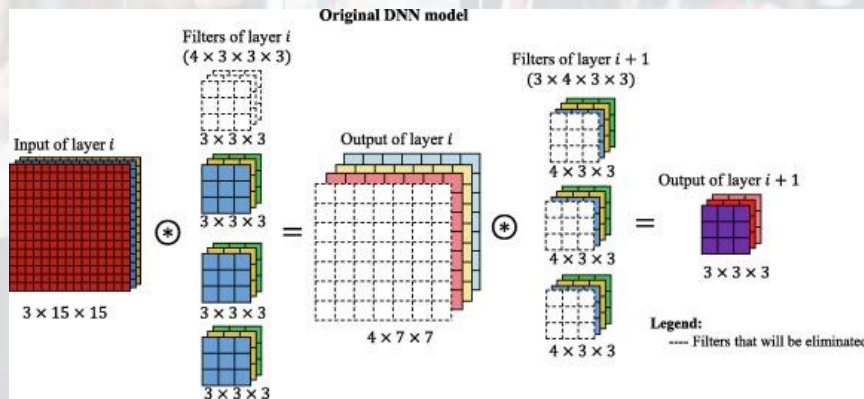 Original DNN model
Filters of layer i
(4 × 3 × 3 × 3)
3 × 3 × 3
3 × 3 × 3
3 × 3 × 3
3 × 3 × 3
Input of layer i
3 × 15 × 15
=
Output of layer i
4 × 7 × 7
Filters of layer i + 1
(3 × 4 × 3 × 3)
4 × 3 × 3
4 × 3 × 3
4 × 3 × 3
=
Output of layer i + 1
3 × 3 × 3
Legend:
---- Filters that will be eliminated